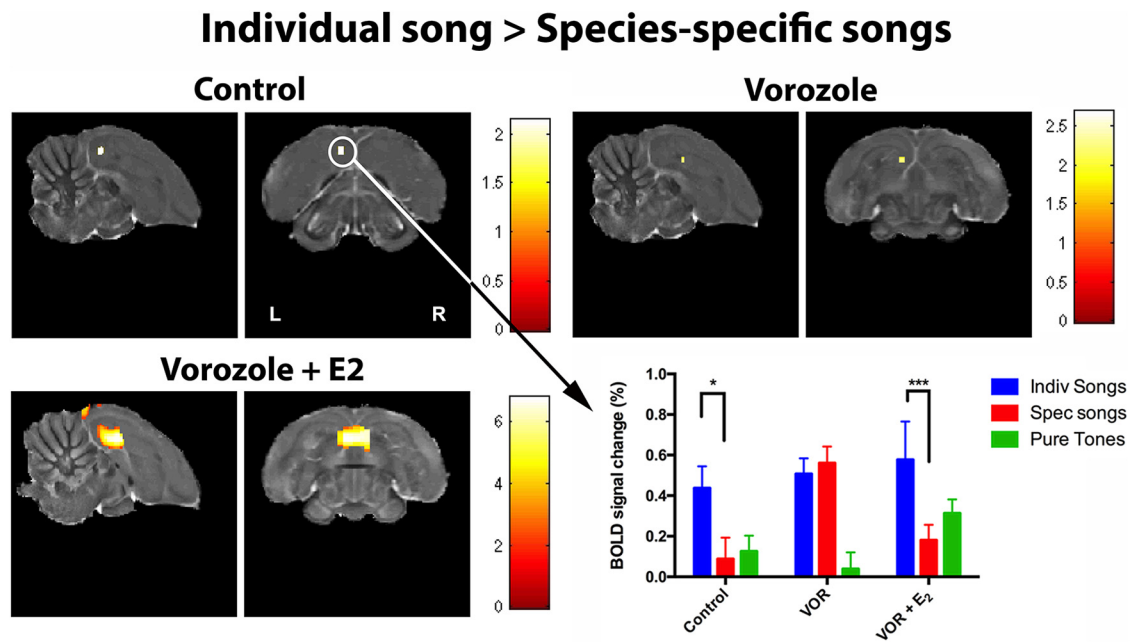 Individual song > Species-specific songs
Control
Vorozole
2
1.5
1
0.5
0
L
R
2.5
2
1.5
1
0.5
0
Vorozole + E2
6
4
2
0
BOLD signal change (%)
1.0
0.8
0.6
0.4
0.2
0.0
*
***
Control
VOR
VOR + E₂
Indiv Songs
Spec songs
Pure Tones